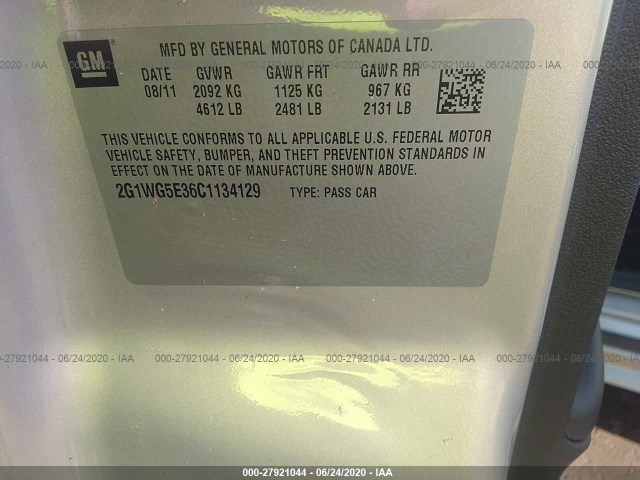 GM
MFD BY GENERAL MOTORS OF CANADA LTD.
DATE GVWR GAWR FRT GAWR RR
08/11 2092 KG 1125 KG 967 KG
4612 LB 2481 LB 2131 LB
THIS VEHICLE CONFORMS TO ALL APPLICABLE U.S. FEDERAL MOTOR
VEHICLE SAFETY, BUMPER, AND THEFT PREVENTION STANDARDS IN
EFFECT ON THE DATE OF MANUFACTURE SHOWN ABOVE.
2G1WG5E36C1134129 TYPE: PASS CAR
000-27921044 - 06/24/2020 - IAA